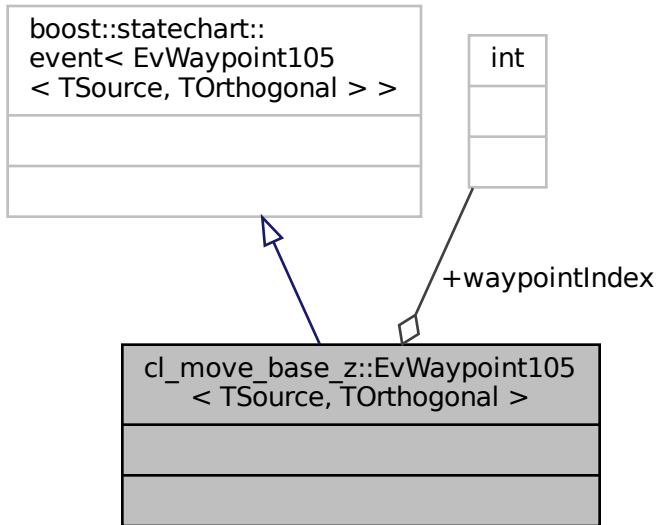 boost::statechart::
event< EvWaypoint105
< TSource, TOrthogonal > >
int
+waypointIndex
cl_move_base_z::EvWaypoint105
< TSource, TOrthogonal >